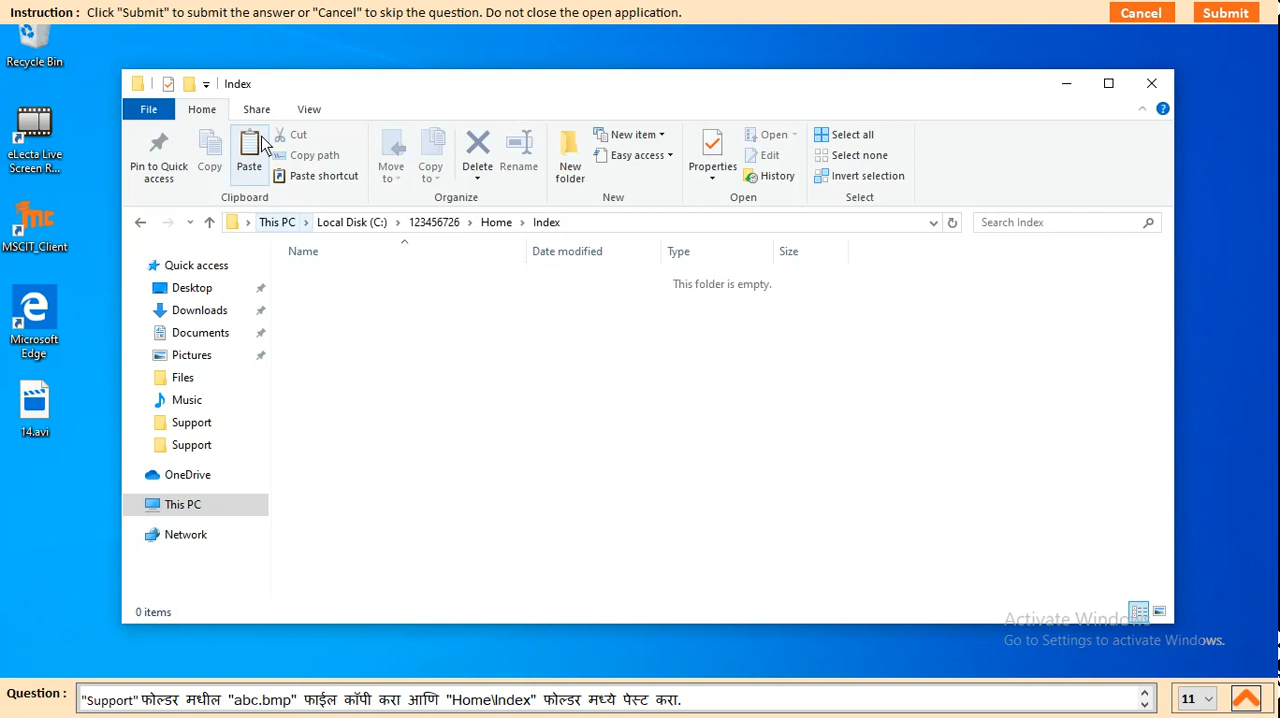 Instruction : Click "Submit" to submit the answer or "Cancel" to skip the question. Do not close the open application. Cancel Submit
Recycle Bin
Index
File Home Share View
Pin to Quick access
Copy
Paste
Cut
Copy path
Paste shortcut
Move to
Copy to
Delete
Rename
New folder
New item
Easy access
Properties
Open
Edit
History
Select all
Select none
Invert selection
Clipboard Organize New Open Select
This PC Local Disk (C:) 123456726 Home Index
Search Index
Name Date modified Type Size
This folder is empty.
Quick access
Desktop
Downloads
Documents
Pictures
Files
Music
Support
Support
OneDrive
This PC
Network
0 items
eLecta Live
Screen R...
MSCIT_Client
Microsoft
Edge
14.avi
Activate Windows
Go to Settings to activate Windows.
Question : "Support" फोल्डर मधील "abc.bmp" फाईल कॉपी करा आणि "Home\Index" फोल्डर मध्ये पेस्ट करा. 11